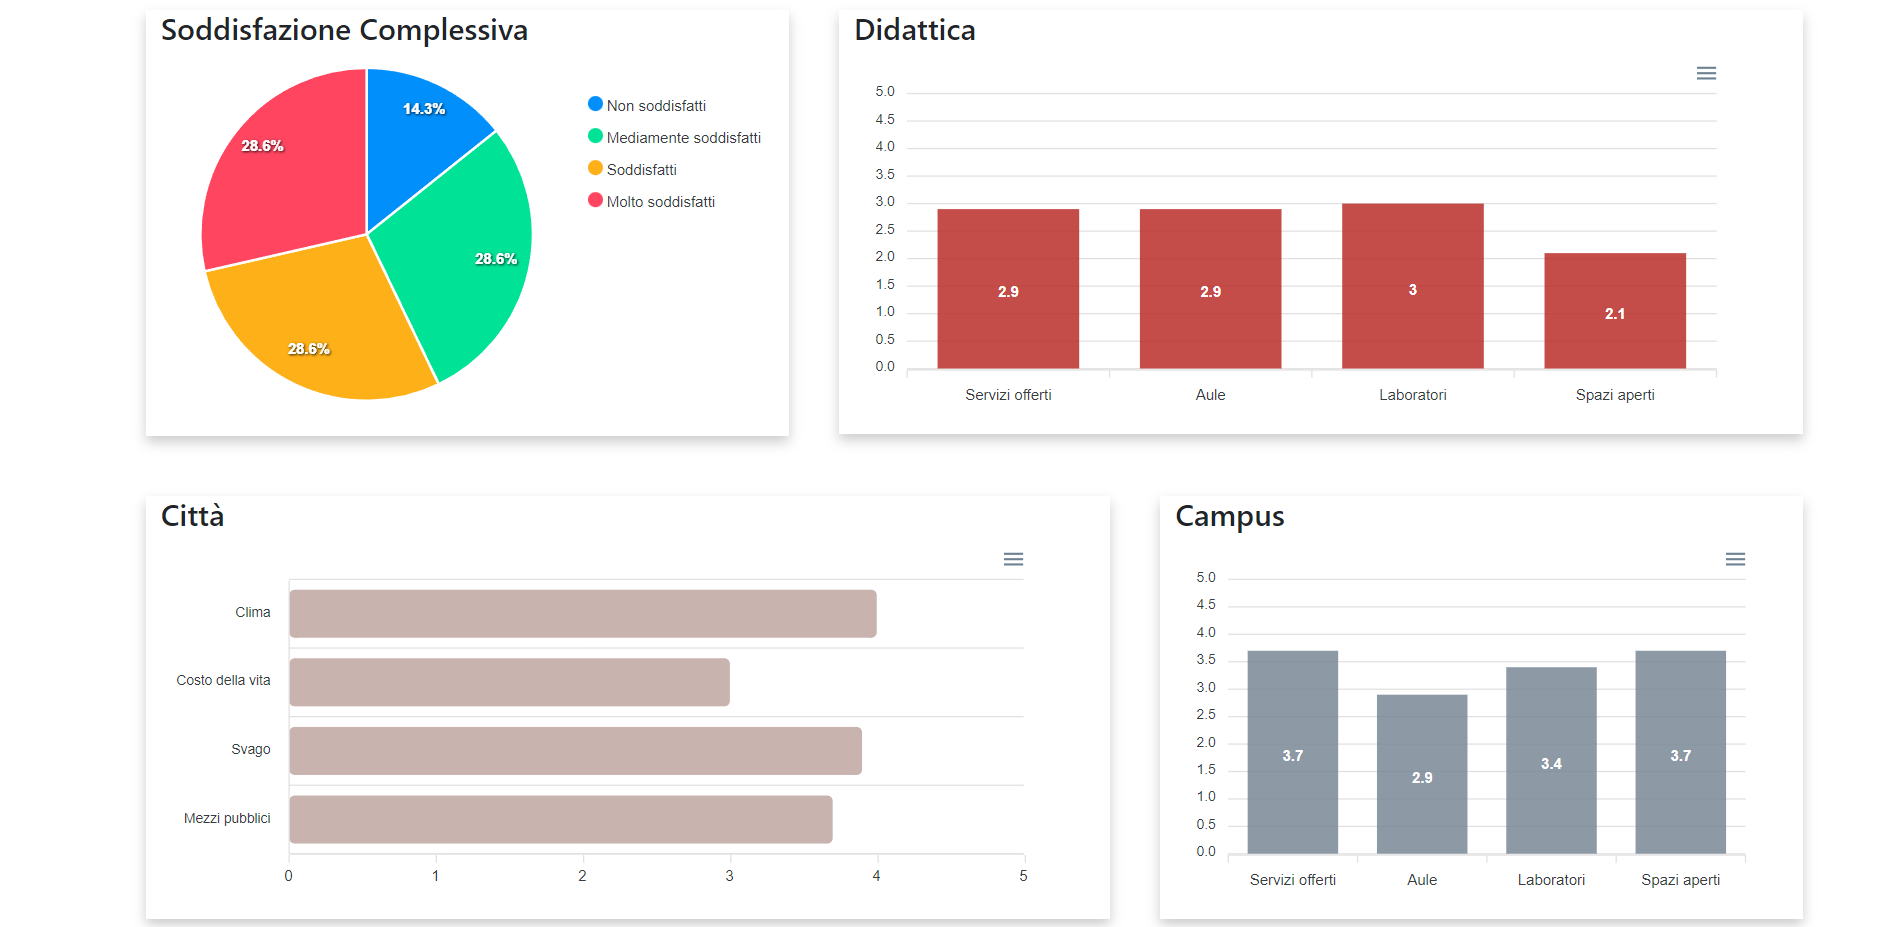 Soddisfazione Complessiva
14.3%
28.6%
28.6%
28.6%
Non soddisfatti
Mediamente soddisfatti
Soddisfatti
Molto soddisfatti
Didattica
5.0
4.5
4.0
3.5
3.0
2.5
2.0
1.5
1.0
0.5
0.0
2.9
2.9
3
2.1
Servizi offerti
Aule
Laboratori
Spazi aperti
Città
Clima
Costo della vita
Svago
Mezzi pubblici
0
1
2
3
4
5
Campus
5.0
4.5
4.0
3.5
3.0
2.5
2.0
1.5
1.0
0.5
0.0
3.7
2.9
3.4
3.7
Servizi offerti
Aule
Laboratori
Spazi aperti